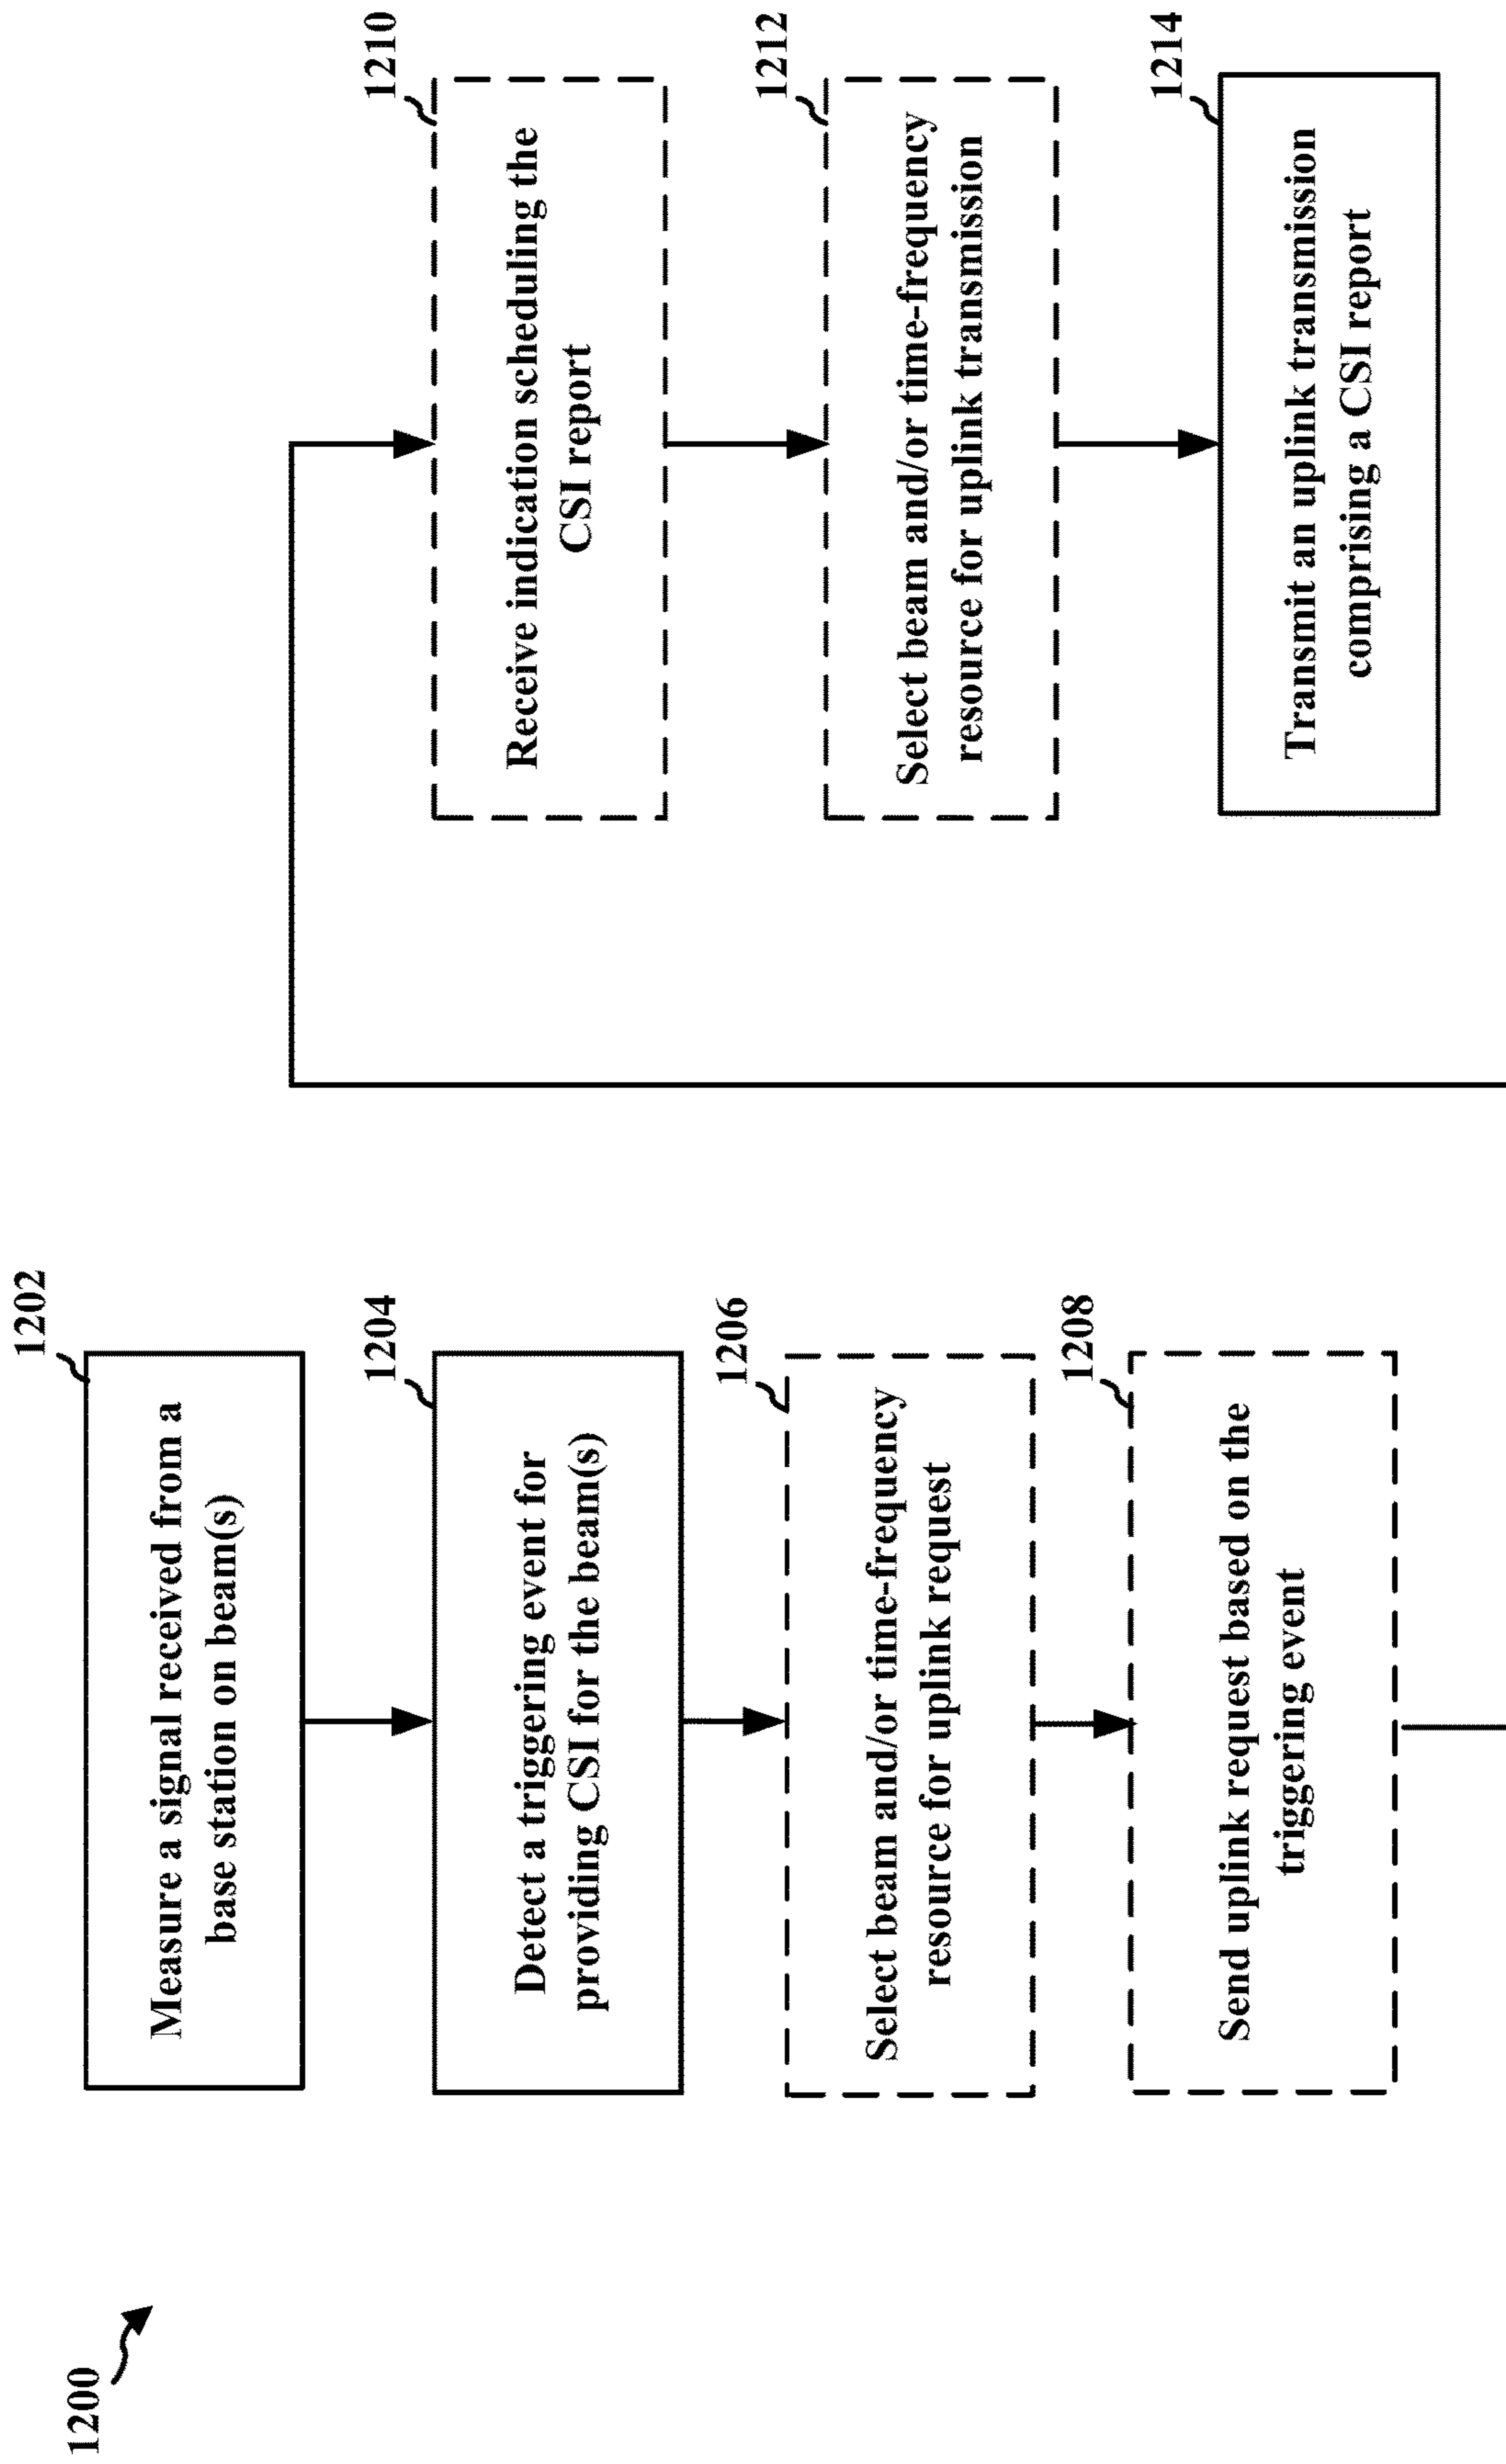 1200
1202
Measure a signal received from a
base station on beam(s)
1204
Detect a triggering event for
providing CSI for the beam(s)
1206
Select beam and/or time-frequency
resource for uplink request
1208
Send uplink request based on the
triggering event
1210
Receive indication scheduling the
CSI report
1212
Select beam and/or time-frequency
resource for uplink transmission
1214
Transmit an uplink transmission
comprising a CSI report